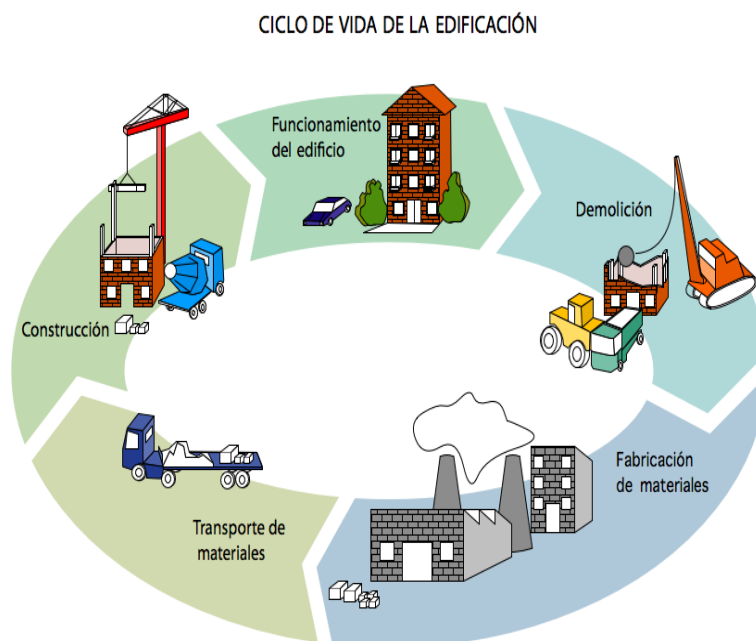 CICLO DE VIDA DE LA EDIFICACIÓN
Funcionamiento
del edificio
Demolición
Construcción
Fabricación
de materiales
Transporte de
materiales